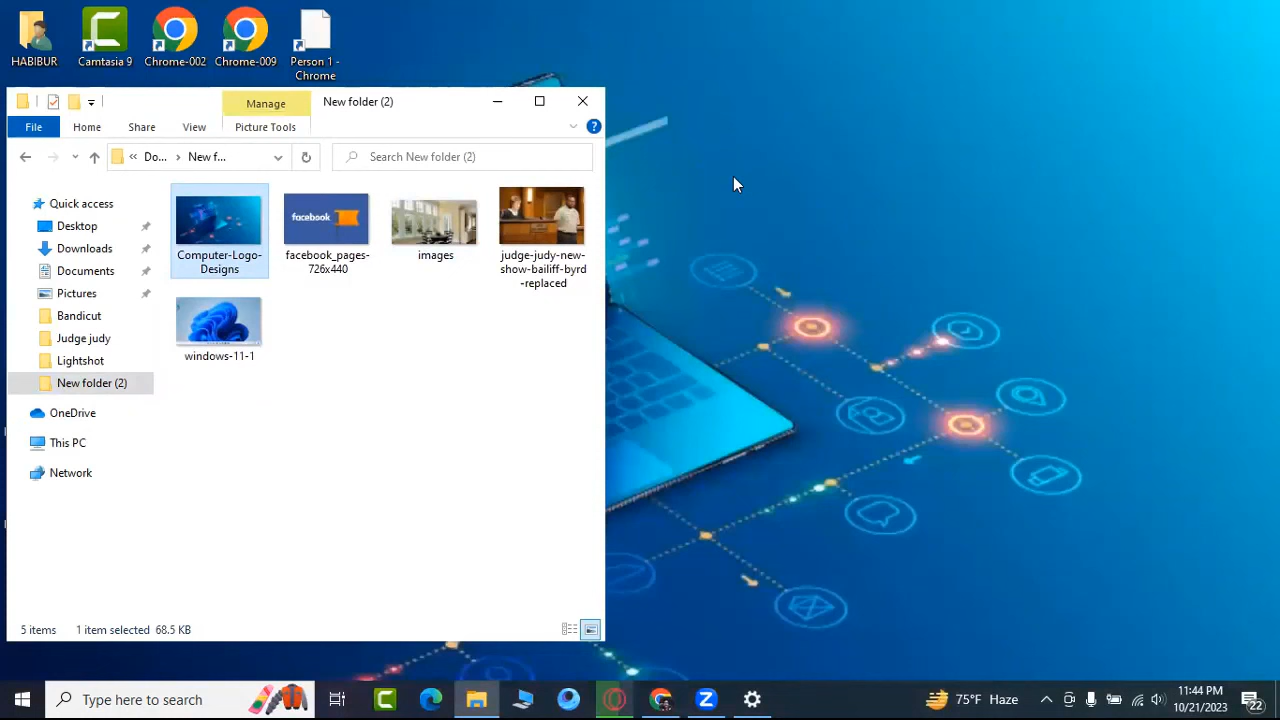 HABIBUR
Camtasia 9
Chrome-002
Chrome-009
Person 1 -
Chrome
Manage
New folder (2)
File
Home
Share
View
Picture Tools
?
« Do... › New f...
Search New folder (2)
Quick access
Desktop
Downloads
Documents
Pictures
Bandicut
Judge judy
Lightshot
New folder (2)
OneDrive
This PC
Network
Computer-Logo-
Designs
facebook
facebook_pages-
726x440
images
judge-judy-new-
show-bailiff-byrd
-replaced
windows-11-1
5 items
1 item selected 68.5 KB
Type here to search
75°F Haze
11:44 PM
10/21/2023
22